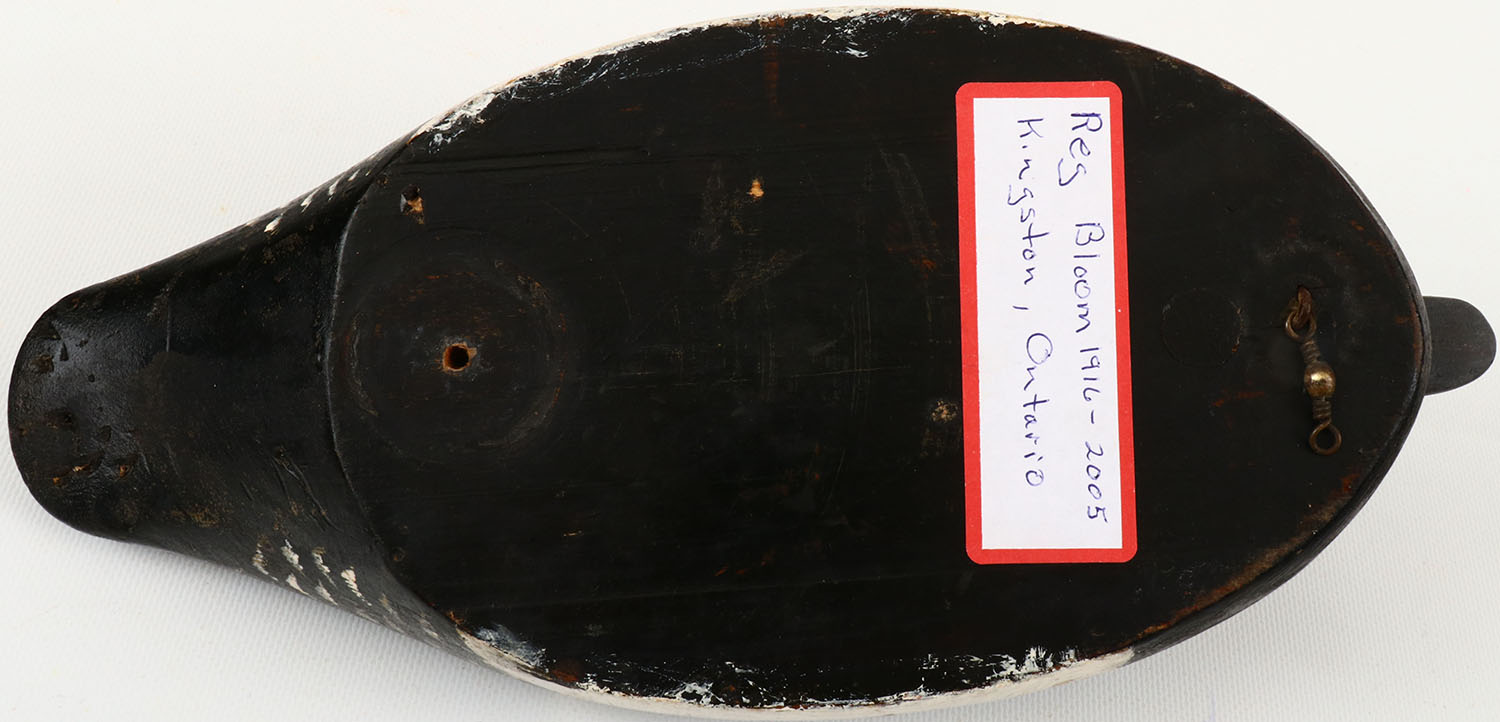 Reg Bloom 1916-2005
Kingston, Ontario